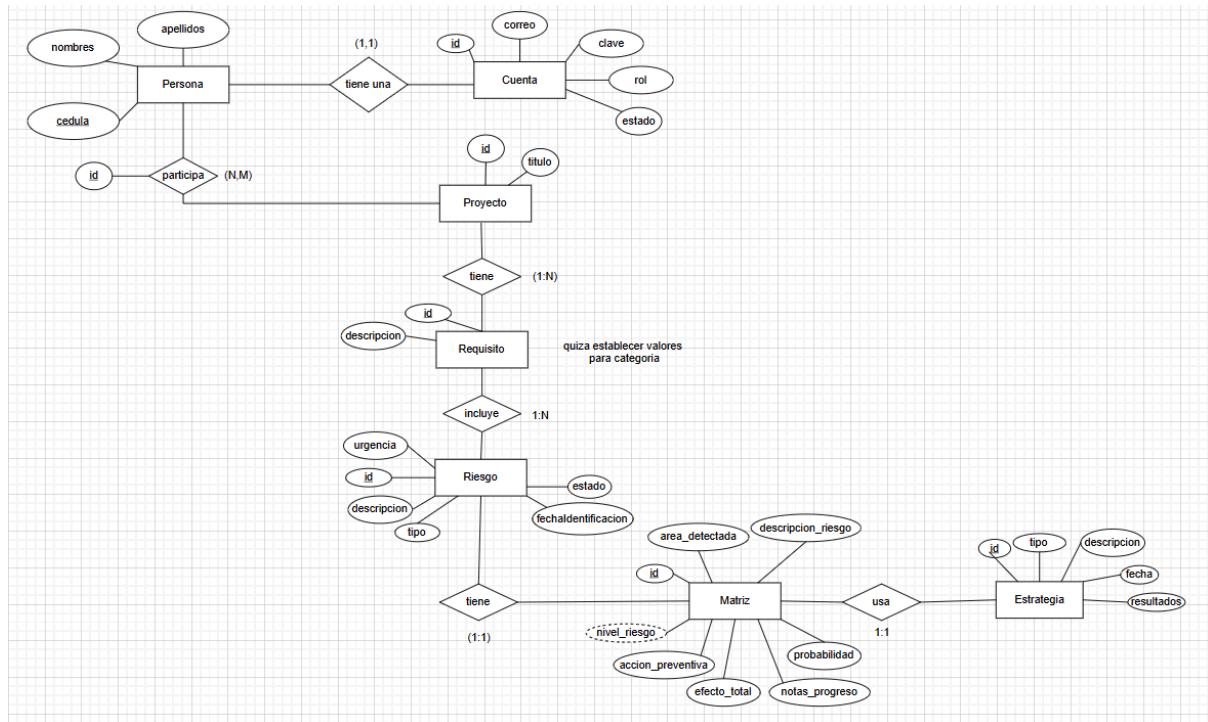 apellidos
nombres
Persona
cedula
(1,1)
tiene una
correo
id
clave
Cuenta
rol
estado
id
participa
(N,M)
id
titulo
Proyecto
tiene
(1:N)
id
descripcion
Requisito
quiza establecer valores
para categoria
incluye
1:N
urgencia
id
Riesgo
estado
descripcion
fechaIdentificacion
tipo
tiene
(1:1)
area_detectada
descripcion_riesgo
id
Matriz
nivel_riesgo
accion_preventiva
efecto_total
notas_progreso
probabilidad
usa
1:1
id
tipo
descripcion
fecha
Estrategia
resultados